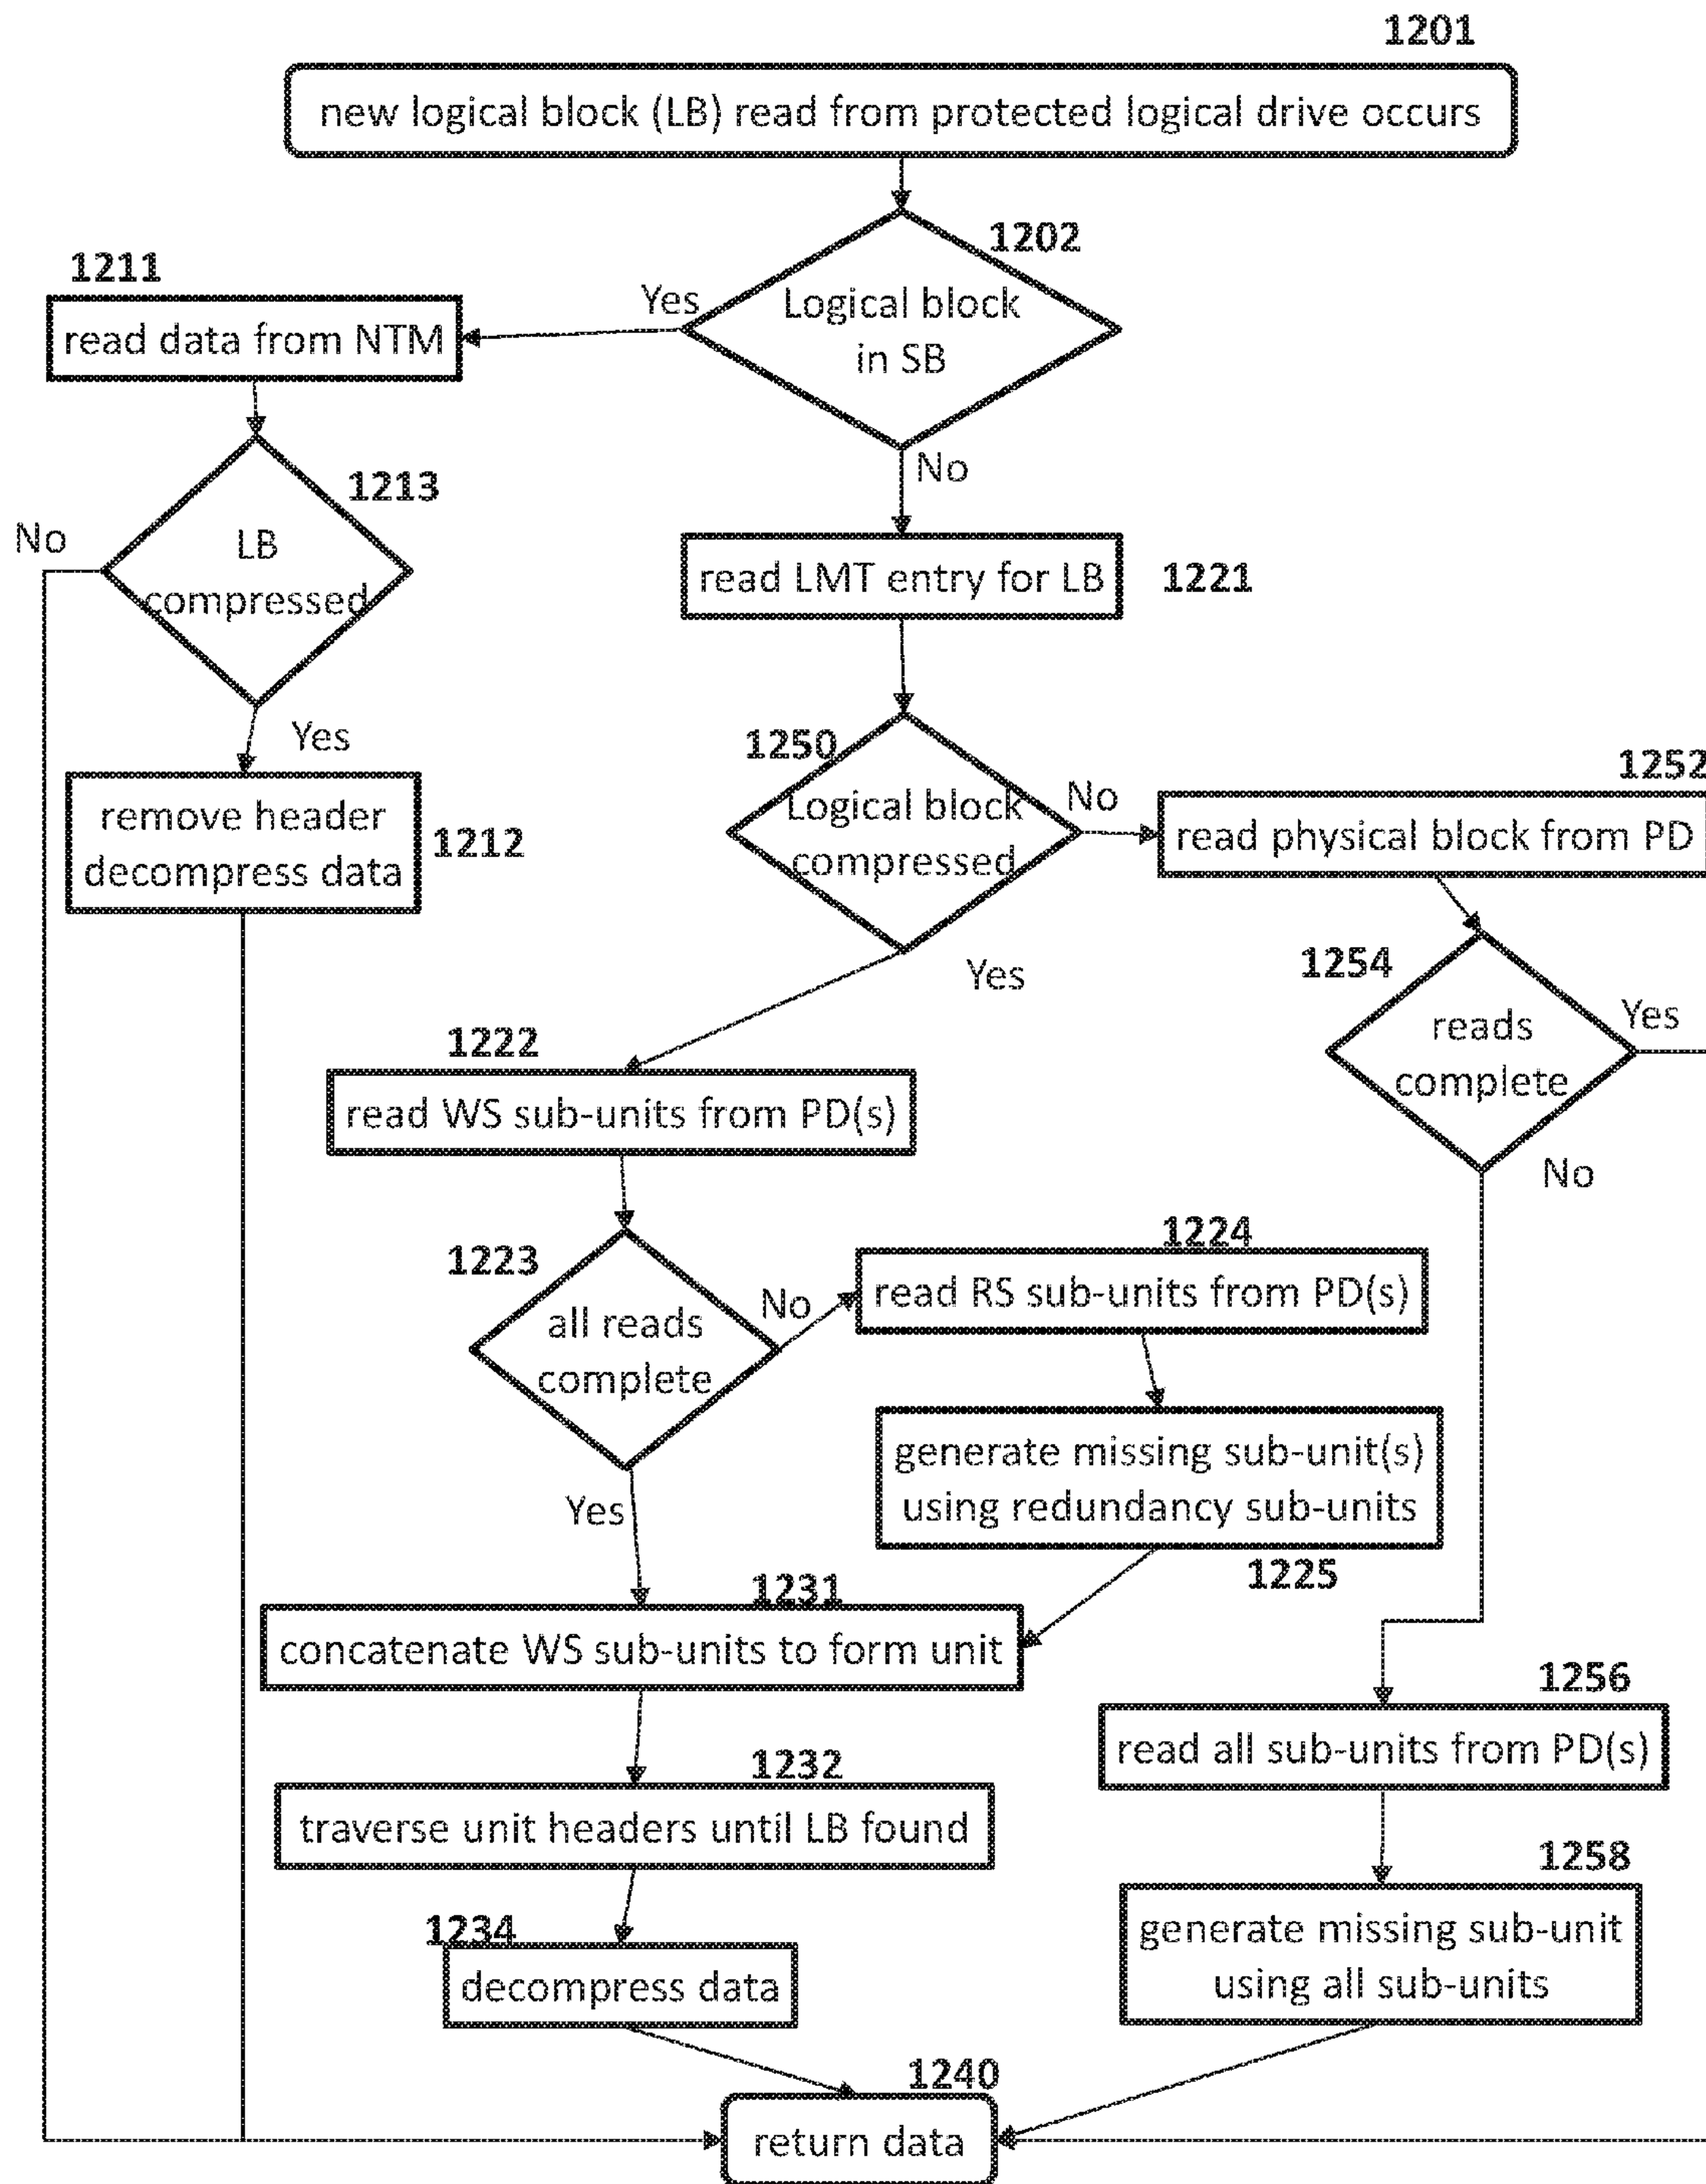 1201
new logical block (LB) read from protected logical drive occurs
1202
Logical block
in SB
Yes
No
1211
read data from NTM
1213
LB
compressed
No
Yes
1212
remove header
decompress data
read LMT entry for LB
1221
1250
Logical block
compressed
No
Yes
1252
read physical block from PD
1254
reads
complete
Yes
No
1222
read WS sub-units from PD(s)
1223
all reads
complete
No
Yes
1224
read RS sub-units from PD(s)
generate missing sub-unit(s)
using redundancy sub-units
1225
1231
concatenate WS sub-units to form unit
1256
read all sub-units from PD(s)
1232
traverse unit headers until LB found
1258
generate missing sub-unit
using all sub-units
1234
decompress data
1240
return data